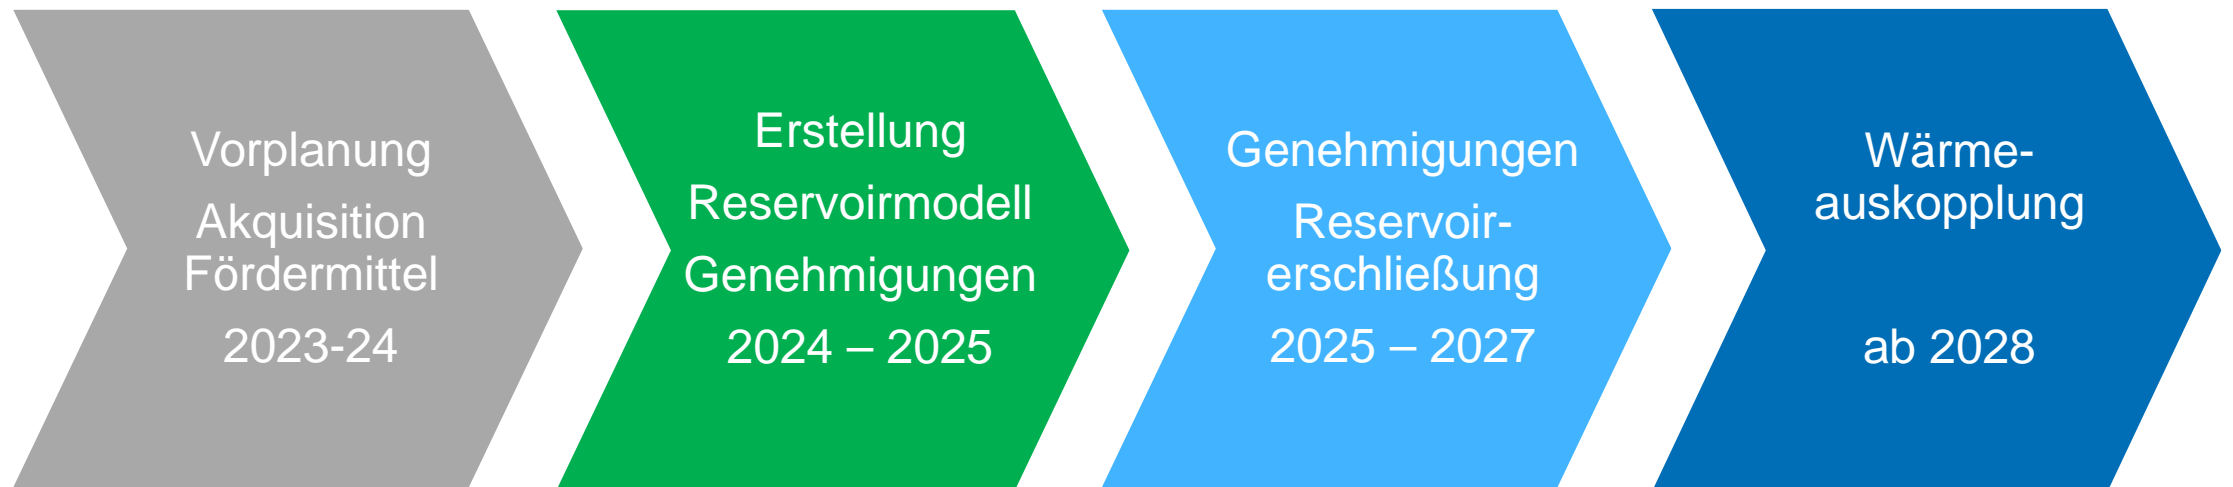 Vorplanung
Akquisition
Fördermittel
2023-24
Erstellung
Reservoirmodell
Genehmigungen
2024 – 2025
Genehmigungen
Reservoir-
erschließung
2025 – 2027
Wärme-
auskopplung
ab 2028